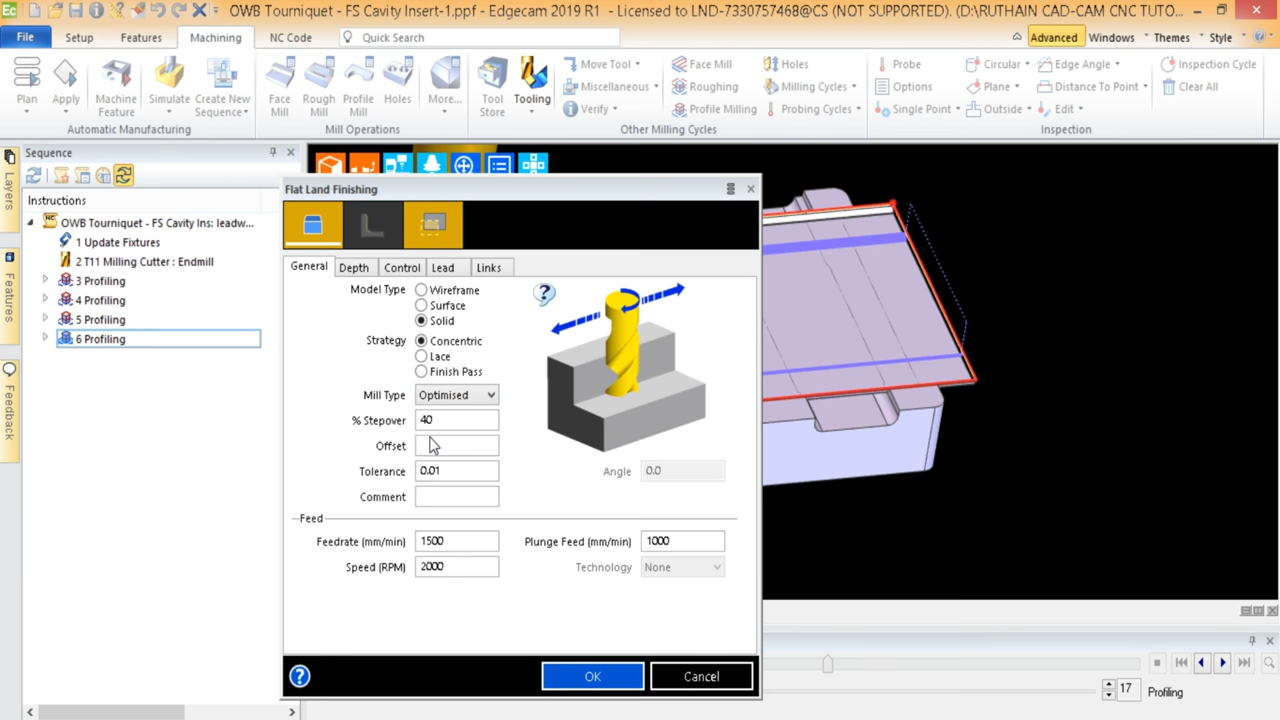 Ec OWB Tourniquet - FS Cavity Insert-1.ppf - Edgecam 2019 R1 - Licensed to LMD-7330757468@CS (NOT SUPPORTED). (D:\RUTHAIN CAD-CAM CNC TUTO...
File Setup Features Machining NC Code Quick Search Advanced Windows Themes Style
Plan Apply Machine Feature Simulate Create New Sequence
Automatic Manufacturing
Face Mill Rough Mill Profile Mill Holes More...
Mill Operations
Tool Store Tooling
Move Tool Face Mill Holes
Miscellaneous Roughing Milling Cycles
Verify Profile Milling Probing Cycles
Other Milling Cycles
Probe Circular Edge Angle Inspection Cycle
Options Plane Distance To Point Clear All
Single Point Outside Edit
Inspection
Layers
Features
Feedback
Sequence
Instructions
OWB Tourniquet - FS Cavity Ins: leadw...
1 Update Fixtures
2 T11 Milling Cutter : Endmill
3 Profiling
4 Profiling
5 Profiling
6 Profiling
Flat Land Finishing
General Depth Control Lead Links
Model Type Wireframe
Surface
Solid
Strategy Concentric
Lace
Finish Pass
Mill Type Optimised
% Stepover 40
Offset
Tolerance 0.01 Angle 0.0
Comment
Feed
Feedrate (mm/min) 1500 Plunge Feed (mm/min) 1000
Speed (RPM) 2000 Technology None
OK Cancel
17 Profiling